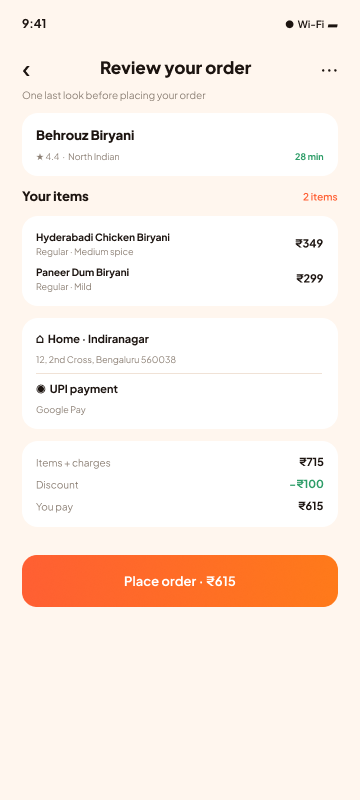 9:41
● Wi-Fi
‹ Review your order ...
One last look before placing your order
Behrouz Biryani
★ 4.4 · North Indian
28 min
Your items
2 items
Hyderabadi Chicken Biryani
Regular · Medium spice
₹349
Paneer Dum Biryani
Regular · Mild
₹299
⌂ Home · Indiranagar
12, 2nd Cross, Bengaluru 560038
◉ UPI payment
Google Pay
Items + charges
₹715
Discount
-₹100
You pay
₹615
Place order · ₹615